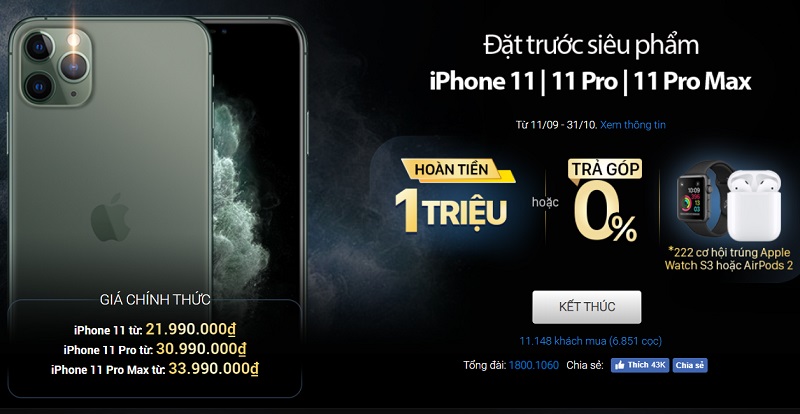 Đặt trước siêu phẩm
iPhone 11 | 11 Pro | 11 Pro Max
Từ 11/09 - 31/10. Xem thông tin
HOÀN TIỀN
1 TRIỆU
hoặc
TRẢ GÓP
0%
*222 cơ hội trúng Apple
Watch S3 hoặc AirPods 2
KẾT THÚC
11.148 khách mua (6.851 cọc)
Tổng đài: 1800.1060 Chia sẻ: Thích 43K Chia sẻ
GIÁ CHÍNH THỨC
iPhone 11 từ: 21.990.000₫
iPhone 11 Pro từ: 30.990.000₫
iPhone 11 Pro Max từ: 33.990.000₫